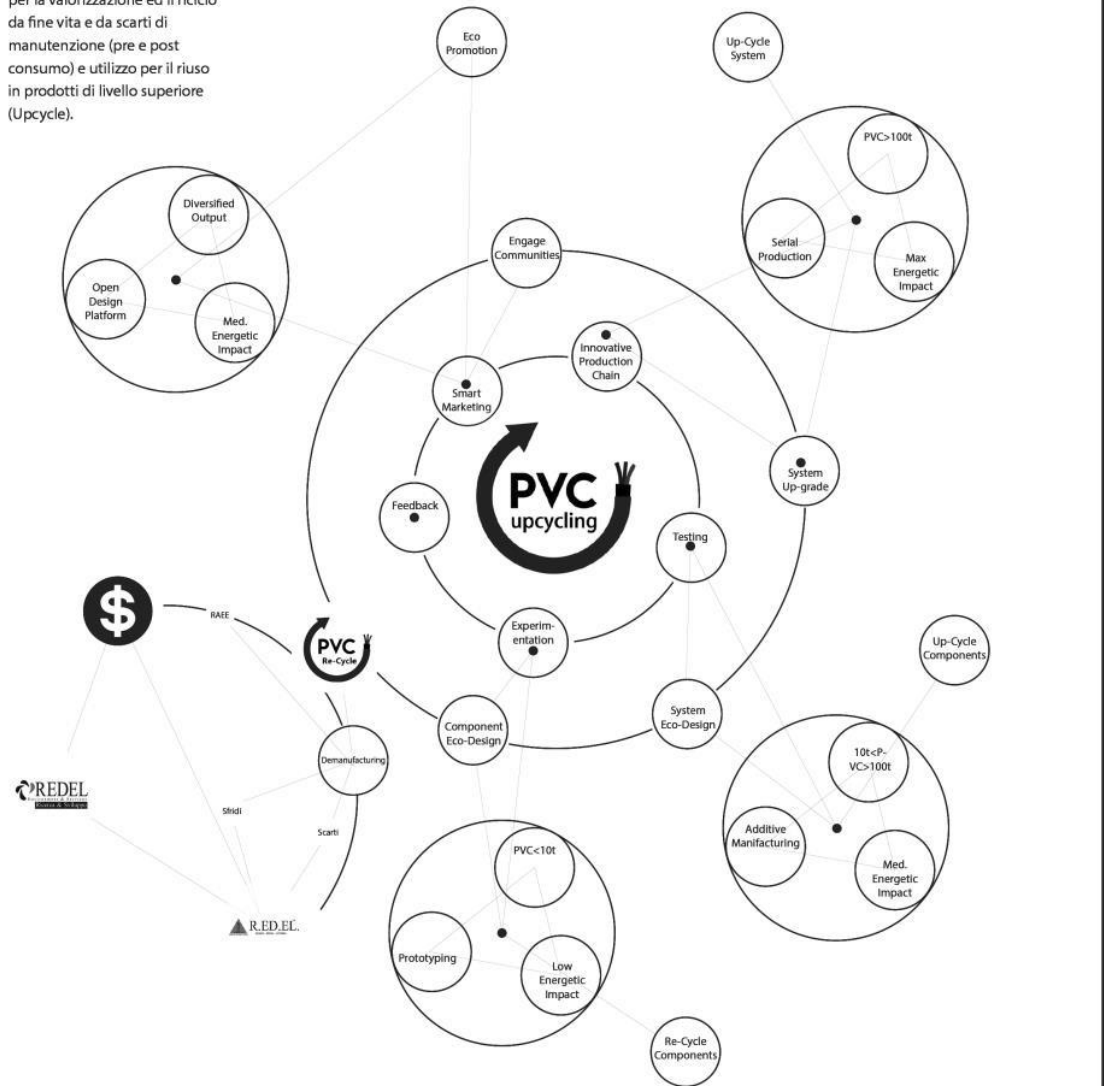 per la valorizzazione ed il riciclo
da fine vita e da scarti di
manutenzione (pre e post
consumo) e utilizzo per il riuso
in prodotti di livello superiore
(Upcycle).
Eco
Promotion
Up-Cycle
System
PVC>100t
Serial
Production
Max
Energetic
Impact
Diversified
Output
Open
Design
Platform
Med.
Energetic
Impact
Engage
Communities
Innovative
Production
Chain
Smart
Marketing
System
Up-grade
Feedback
PVC
upcycling
Testing
Experim-
entation
$
RAEE
PVC
Re-Cycle
Component
Eco-Design
System
Eco-Design
Up-Cycle
Components
Demanufacturing
REDEL
Ricerca & Sviluppo
Sfridi
Scarti
R.ED.EL.
10t<P-
VC>100t
Additive
Manifacturing
Med.
Energetic
Impact
PVC<10t
Prototyping
Low
Energetic
Impact
Re-Cycle
Components